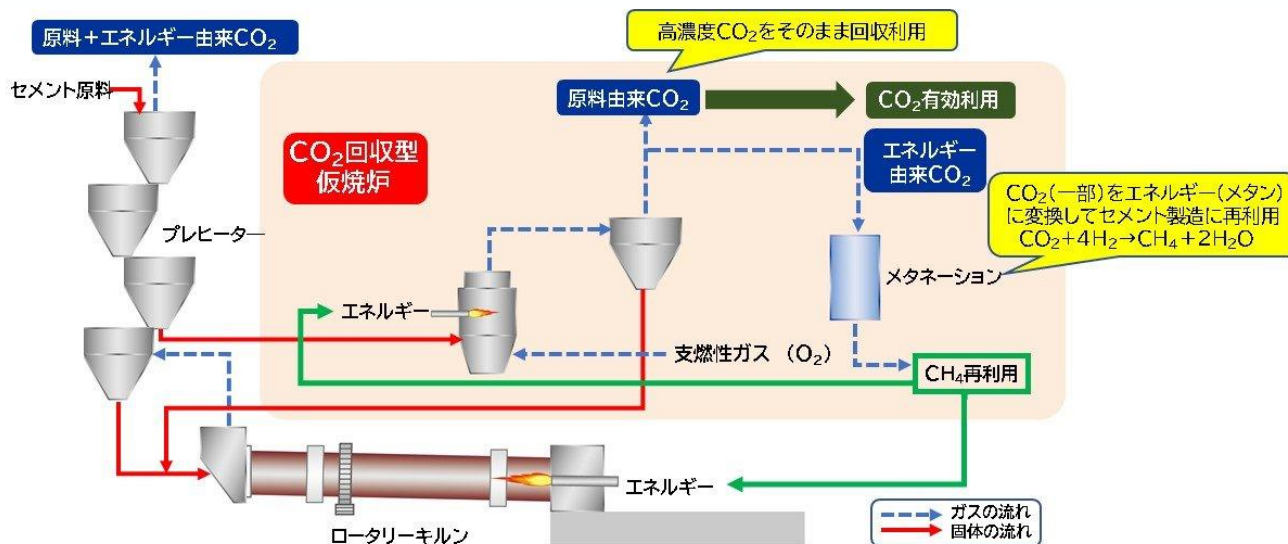 原料+エネルギー由来CO₂
セメント原料
プレヒーター
CO₂回収型
仮焼炉
高濃度CO₂をそのまま回収利用
原料由来CO₂
CO₂有効利用
エネルギー
由来CO₂
CO₂(一部)をエネルギー(メタン)
に変換してセメント製造に再利用
CO₂+4H₂→CH₄+2H₂O
メタネーション
エネルギー
支燃性ガス (O₂)
CH₄再利用
エネルギー
ロータリーキルン
ガスの流れ
固体の流れ